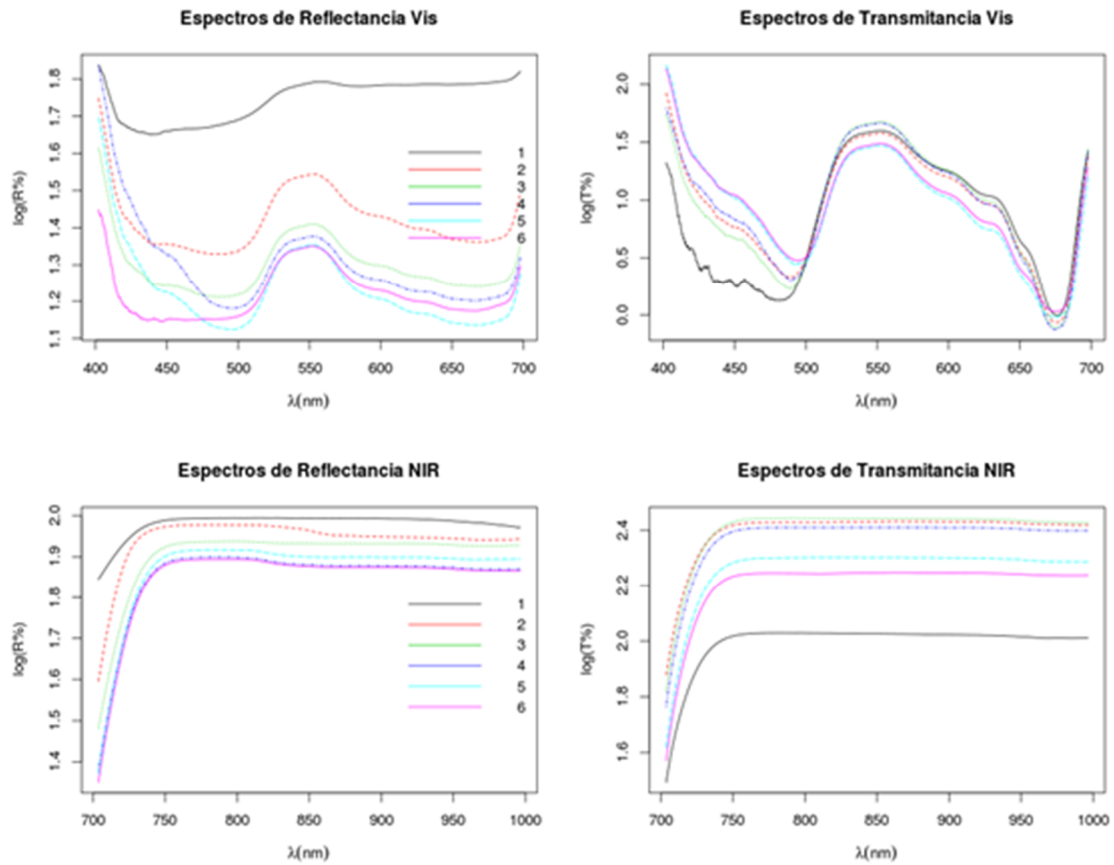 Espectros de Reflectancia Vis
log(R%)
1.8
1.7
1.6
1.5
1.4
1.3
1.2
1.1
1
2
3
4
5
6
400 450 500 550 600 650 700
λ(nm)
Espectros de Transmitancia Vis
log(T%)
2.0
1.5
1.0
0.5
0.0
400 450 500 550 600 650 700
λ(nm)
Espectros de Reflectancia NIR
log(R%)
2.0
1.9
1.8
1.7
1.6
1.5
1.4
1
2
3
4
5
6
700 750 800 850 900 950 1000
λ(nm)
Espectros de Transmitancia NIR
log(T%)
2.4
2.2
2.0
1.8
1.6
700 750 800 850 900 950 1000
λ(nm)